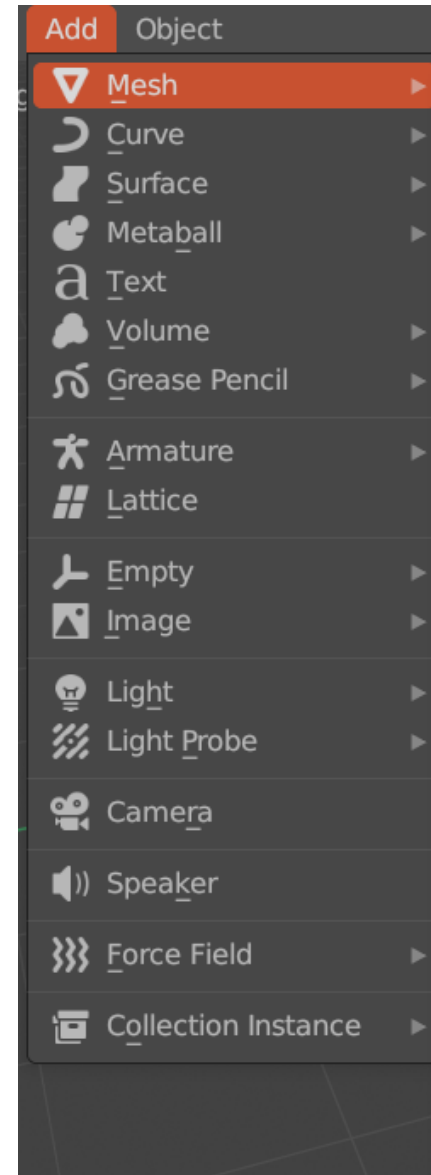 Add Object
Mesh
Curve
Surface
Metaball
Text
Volume
Grease Pencil
Armature
Lattice
Empty
Image
Light
Light Probe
Camera
Speaker
Force Field
Collection Instance